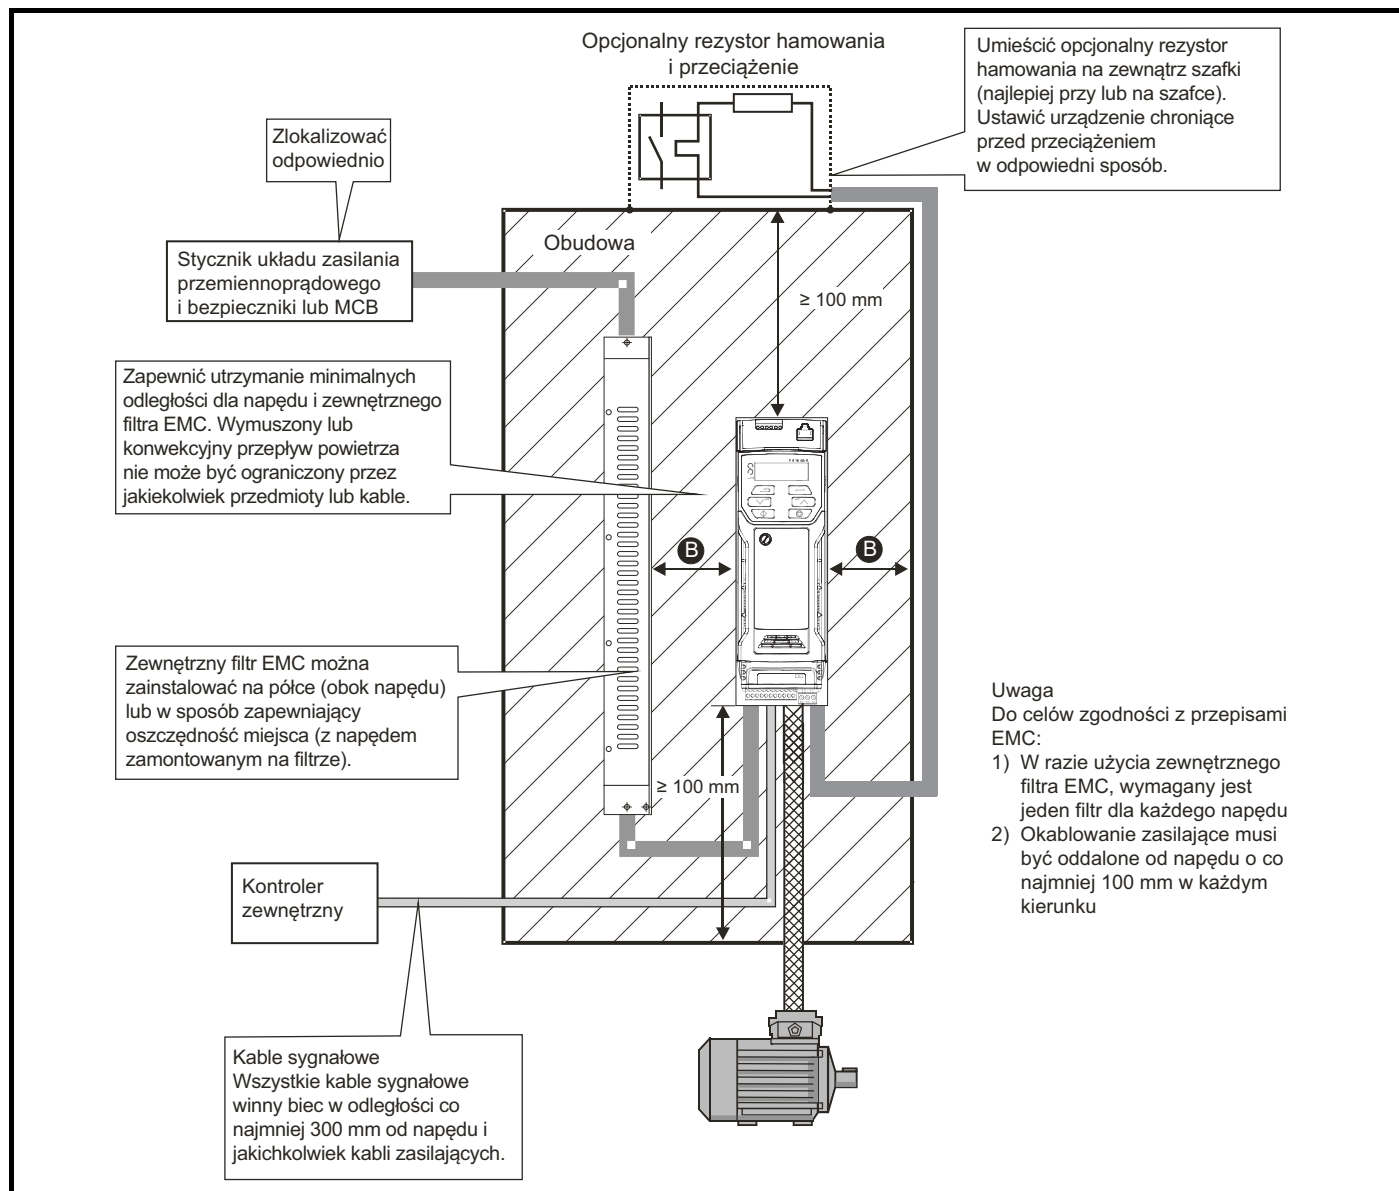 Opcjonalny rezystor hamowania
i przeciążenie
Umieścić opcjonalny rezystor
hamowania na zewnątrz szafki
(najlepiej przy lub na szafce).
Ustawić urządzenie chroniące
przed przeciążeniem
w odpowiedni sposób.
Zlokalizować
odpowiednio
Obudowa
Stycznik układu zasilania
przemiennoprądowego
i bezpieczniki lub MCB
≥ 100 mm
Zapewnić utrzymanie minimalnych
odległości dla napędu i zewnętrznego
filtra EMC. Wymuszony lub
konwekcyjny przepływ powietrza
nie może być ograniczony przez
jakiekolwiek przedmioty lub kable.
B
B
Zewnętrzny filtr EMC można
zainstalować na półce (obok napędu)
lub w sposób zapewniający
oszczędność miejsca (z napędem
zamontowanym na filtrze).
≥ 100 mm
Uwaga
Do celów zgodności z przepisami
EMC:
1) W razie użycia zewnętrznego
filtra EMC, wymagany jest
jeden filtr dla każdego napędu
2) Okablowanie zasilające musi
być oddalone od napędu o co
najmniej 100 mm w każdym
kierunku
Kontroler
zewnętrzny
Kable sygnałowe
Wszystkie kable sygnałowe
winny biec w odległości co
najmniej 300 mm od napędu i
jakichkolwiek kabli zasilających.